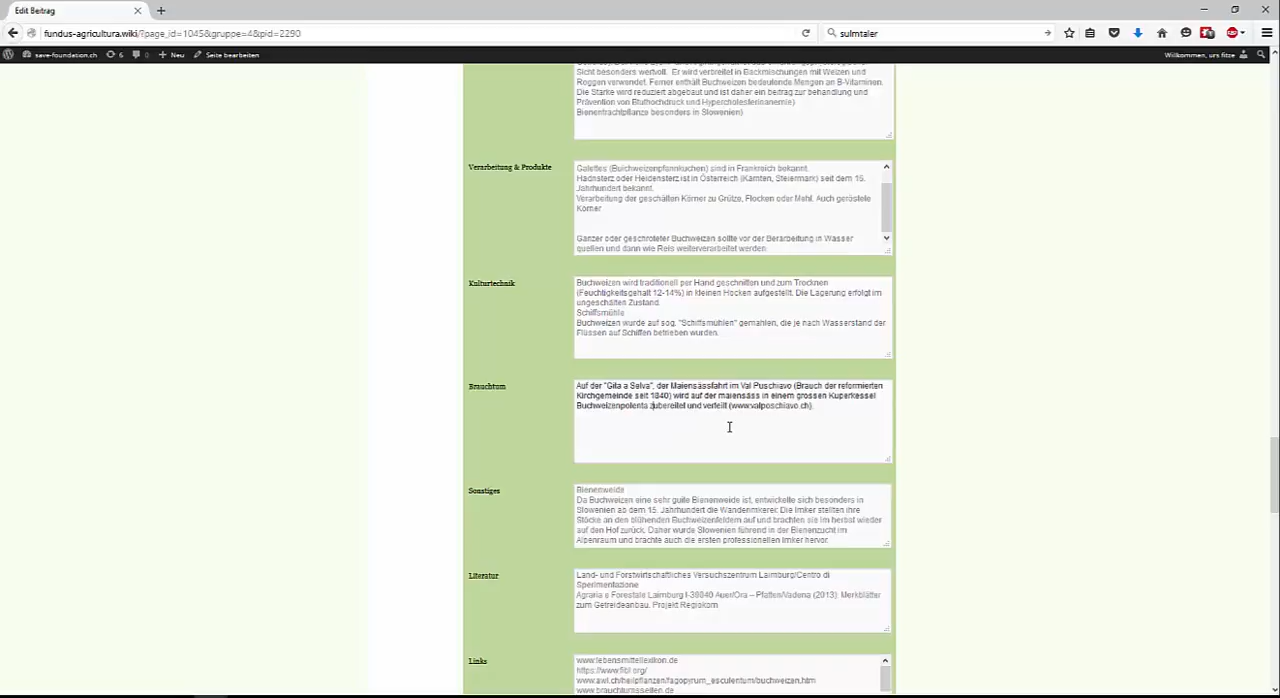 Edit Beitrag
fundus-agricultura.wiki/?page_id=1045&gruppe=4&pid=2290
sulmtaler
save-foundation.ch
6
0
Neu
Seite bearbeiten
Willkommen, urs fitze
Sicht besonders wertvoll. Er wird verbreitet in Backmischungen mit Weizen und
Roggen verwendet. Ferner enthält Buchweizen bedeutende Mengen an B-Vitaminen.
Die Stärke wird reduziert abgebaut und ist daher ein beitrag zur behandlung und
Prävention von Bluthochdruck und Hypercholesterinämie)
Bienentrachtpflanze besonders in Slowenien)
Verarbeitung & Produkte
Galettes (Buchweizenpfannkuchen) sind in Frankreich bekannt.
Hadnsterz oder Heidensterz ist in Österreich (Kärnten, Steiermark) seit dem 15.
Jahrhundert bekannt.
Verarbeitung der geschälten Körner zu Grütze, Flocken oder Mehl. Auch geröstete
Körner
Ganzer oder geschroteter Buchweizen sollte vor der Berarbeitung in Wasser
quellen und dann wie Reis weiterverarbeitet werden.
Kulturtechnik
Buchweizen wird traditionell per Hand geschnitten und zum Trocknen
(Feuchtigkeitsgehalt 12-14%) in kleinen Hocken aufgestellt. Die Lagerung erfolgt im
ungeschälten Zustand.
Schiffsmühle
Buchweizen wurde auf sog. "Schiffsmühlen" gemahlen, die je nach Wasserstand der
Flüssen auf Schiffen betrieben wurden.
Brauchtum
Auf der "Gita a Selva", der Maiensässfahrt im Val Puschiavo (Brauch der reformierten
Kirchgemeinde seit 1840) wird auf der maiensäss in einem grossen Kuperkessel
Buchweizenpolenta zubereitet und verteilt (www.valposchiavo.ch).
Sonstiges
Bienenweide
Da Buchweizen eine sehr guite Bienenweide ist, entwickelte sich besonders in
Slowenien ab dem 15. Jahrhundert die Wanderimkerei: Die Imker stellten ihre
Stöcke an den blühenden Buchweizenfeldern auf und brachten sie im herbst wieder
auf den Hof zurück. Daher wurde Slowenien führend in der Bienenzucht im
Alpenraum und brachte auch die ersten professionellen Imker hervor.
Literatur
Land- und Forstwirtschaftliches Versuchszentrum Laimburg/Centro di
Sperimentazione
Agraria e Forestale Laimburg I-39040 Auer/Ora – Pfatten/Vadena (2013): Merkblätter
zum Getreideanbau. Projekt Regiokorn
Links
www.lebensmittellexikon.de
https://www.fibl.org/
www.awl.ch/heilpflanzen/fagopyrum_esculentum/buchweizen.htm
www.brauchtumsseiten.de